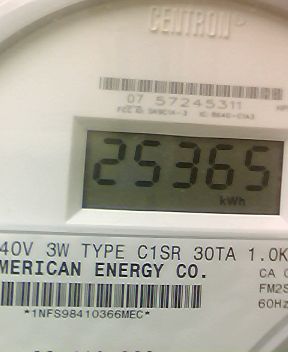 CENTRON
07 57245311
25365
kWh
40V 3W TYPE C1SR 30TA 1.0K
MERICAN ENERGY CO.
CA
FM2S
60Hz
*1NFS98410366MEC*